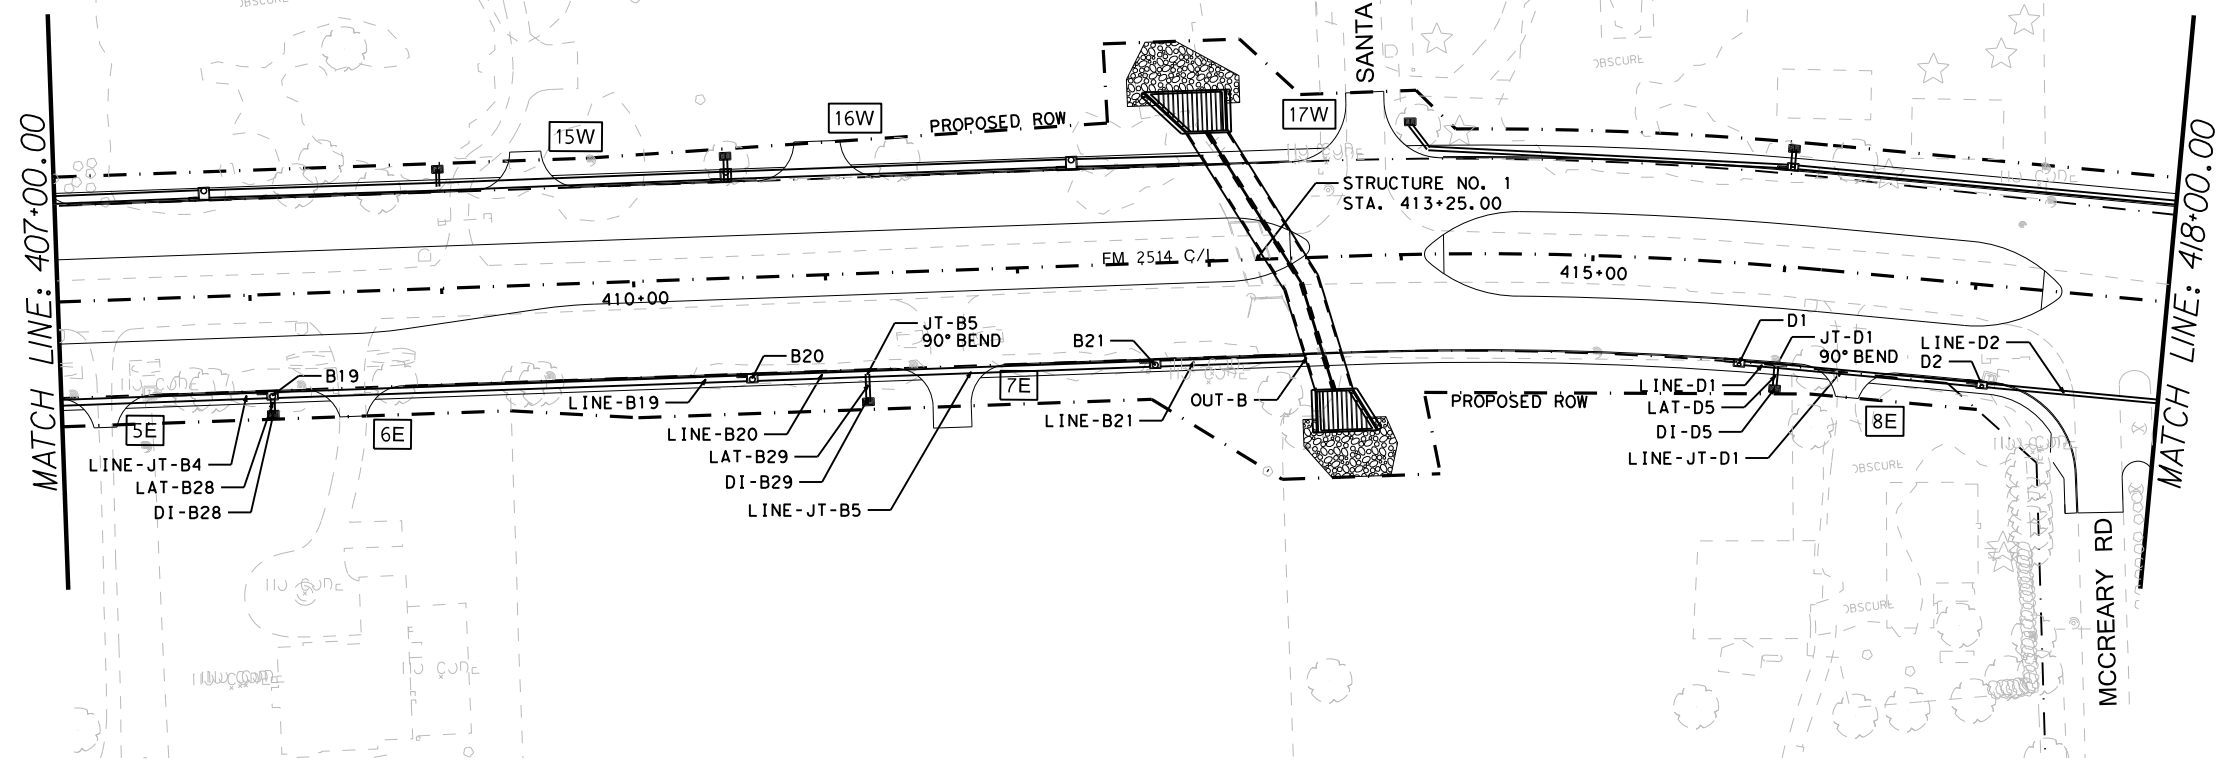 OBSCURE
SANTA
OBSCURE
MATCH LINE: 407+00.00
15W
16W
PROPOSED ROW
17W
MATCH LINE: 418+00.00
STRUCTURE NO. 1
STA. 413+25.00
FM 2514 C/L
410+00
415+00
JT-B5
90° BEND
B21
B20
B19
D1
JT-D1
90° BEND
LINE-D2
D2
LINE-B19
7E
OUT-B
LINE-D1
PROPOSED ROW
LAT-D5
5E
6E
LINE-B20
LINE-B21
DI-D5
8E
LINE-JT-B4
LAT-B29
LINE-JT-D1
LAT-B28
DI-B29
OBSCURE
DI-B28
LINE-JT-B5
MCCREARY RD
OBSCURE